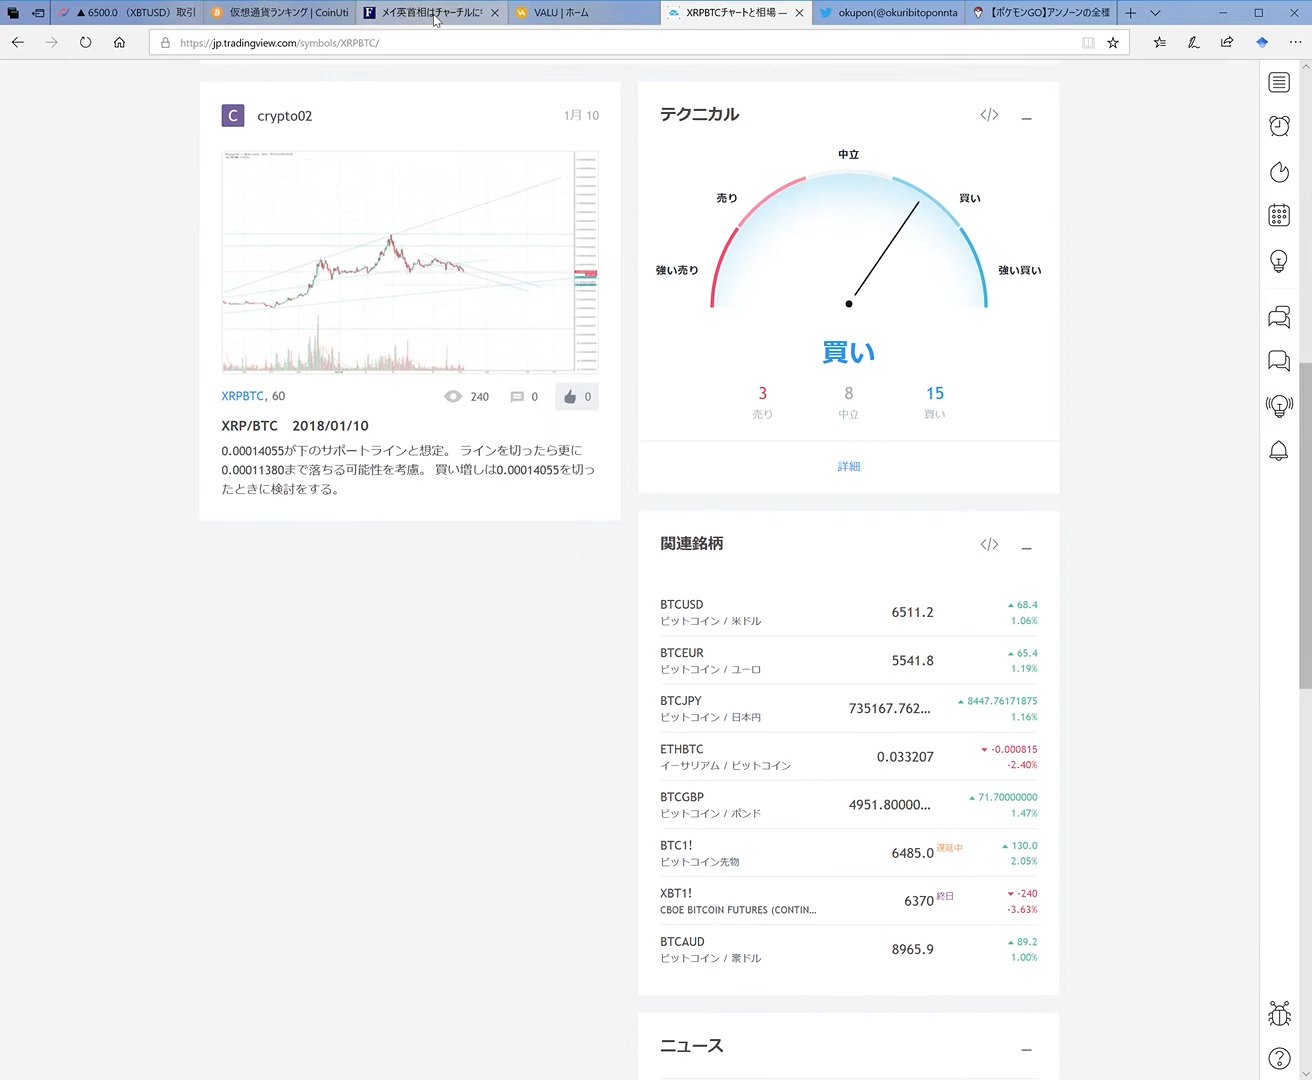 ▲ 6500.0 （XBTUSD）取引
仮想通貨ランキング | CoinUti
メイ英首相はチャーチルに
VALU | ホーム
XRPBTCチャートと相場 —
okupon(@okuribitoponnta
【ポケモンGO】アンノーンの全種
https://jp.tradingview.com/symbols/XRPBTC/
C crypto02
1月 10
XRPBTC, 60
240
0
0
XRP/BTC 2018/01/10
0.00014055が下のサポートラインと想定。 ラインを切ったら更に
0.00011380まで落ちる可能性を考慮。 買い増しは0.00014055を切っ
たときに検討をする。
テクニカル
中立
売り
買い
強い売り
強い買い
買い
3
8
15
売り
中立
買い
詳細
関連銘柄
BTCUSD
ビットコイン / 米ドル
6511.2
68.4
1.06%
BTCEUR
ビットコイン / ユーロ
5541.8
65.4
1.19%
BTCJPY
ビットコイン / 日本円
735167.762...
8447.76171875
1.16%
ETHBTC
イーサリアム / ビットコイン
0.033207
-0.000815
-2.40%
BTCGBP
ビットコイン / ポンド
4951.80000...
71.70000000
1.47%
BTC1!
ビットコイン先物
6485.0 遅延中
130.0
2.05%
XBT1!
CBOE BITCOIN FUTURES (CONTIN...
6370 終日
-240
-3.63%
BTCAUD
ビットコイン / 豪ドル
8965.9
89.2
1.00%
ニュース